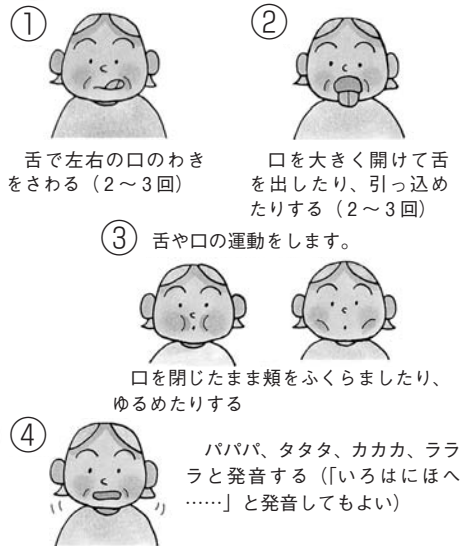 ①
舌で左右の口のわき
をさわる（2～3回）
②
口を大きく開けて舌
を出したり、引っ込め
たりする（2～3回）
③ 舌や口の運動をします。
口を閉じたまま頬をふくらましたり、
ゆるめたりする
④
パパパ、タタタ、カカカ、ララ
ラと発音する（「いろはにほへ
……」と発音してもよい）